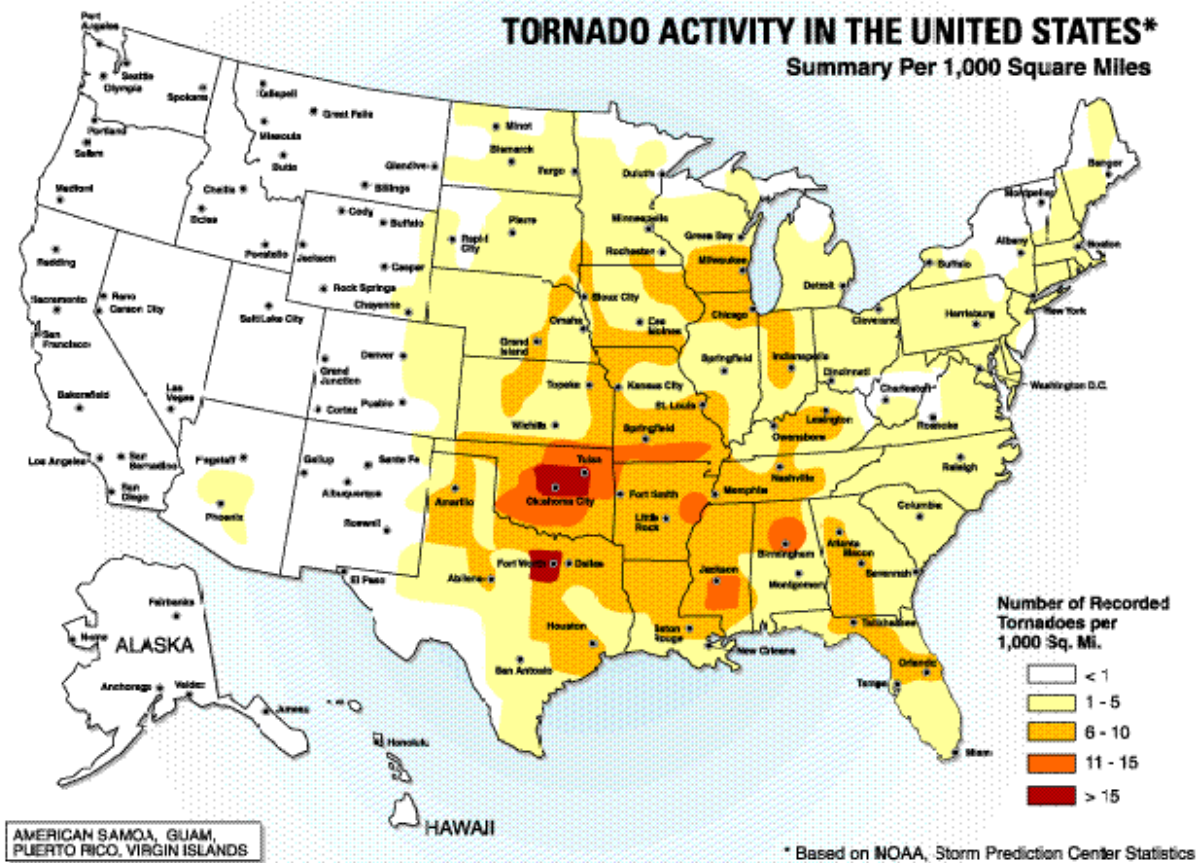 TORNADO ACTIVITY IN THE UNITED STATES*
Summary Per 1,000 Square Miles
Port
Angeles
Seattle
Olympia
Spokane
Portland
Salem
Medford
Kalispell
Great Falls
Missoula
Butte
Glendive
Billings
Challis
Boise
Pocatello
Jackson
Cody
Buffalo
Casper
Rock Springs
Cheyenne
Redding
Sacramento
San
Francisco
Reno
Carson City
Salt Lake City
Bakersfield
Las
Vegas
Los Angeles
San
Bernardino
San
Diego
Denver
Grand
Junction
Pueblo
Cortez
Flagstaff
Phoenix
Gallup
Santa Fe
Albuquerque
Roswell
El Paso
Minot
Bismarck
Fargo
Pierre
Rapid
City
Duluth
Minneapolis
Rochester
Green Bay
Milwaukee
Sioux City
Omaha
Des
Moines
Grand
Island
Chicago
Detroit
Topeka
Kansas City
Wichita
St. Louis
Springfield
Springfield
Indianapolis
Cincinnati
Cleveland
Lexington
Owensboro
Nashville
Memphis
Tulsa
Oklahoma City
Amarillo
Fort Smith
Little
Rock
Fort Worth
Dallas
Abilene
Houston
San Antonio
Jackson
Baton
Rouge
New Orleans
Birmingham
Montgomery
Atlanta
Macon
Savannah
Columbia
Raleigh
Roanoke
Charleston
Washington D.C.
Harrisburg
New York
Buffalo
Albany
Boston
Montpelier
Bangor
Tallahassee
Orlando
Tampa
Miami
Fairbanks
Nome
ALASKA
Anchorage
Valdez
Juneau
Honolulu
HAWAII
AMERICAN SAMOA, GUAM,
PUERTO RICO, VIRGIN ISLANDS
Number of Recorded
Tornadoes per
1,000 Sq. Mi.
< 1
1 - 5
6 - 10
11 - 15
> 15
* Based on NOAA, Storm Prediction Center Statistics